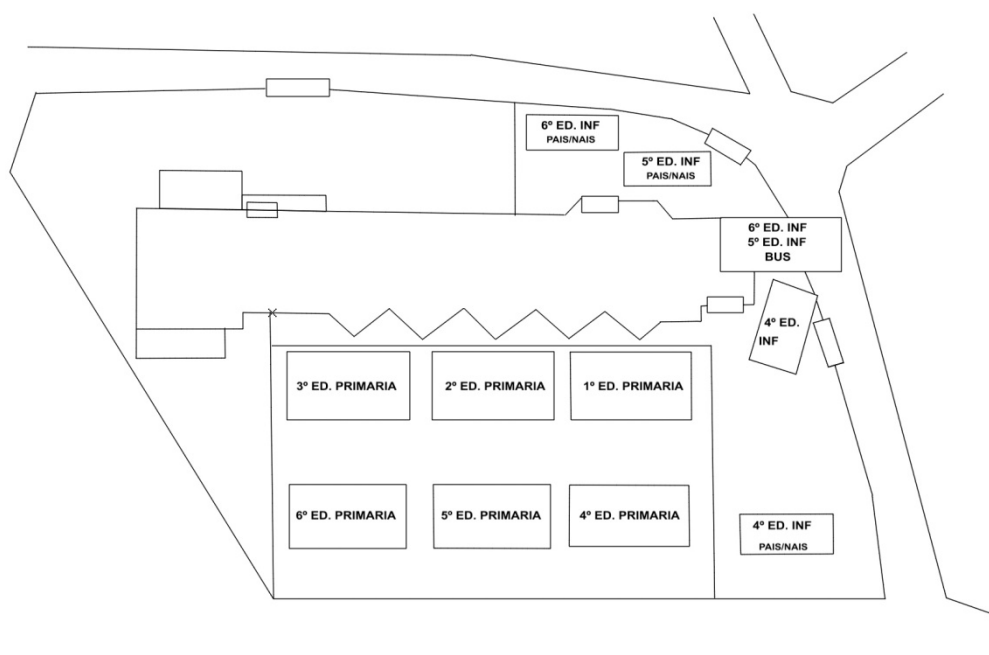 6º ED. INF
PAIS/NAIS
5º ED. INF
PAIS/NAIS
6º ED. INF
5º ED. INF
BUS
4º ED.
INF
3º ED. PRIMARIA
2º ED. PRIMARIA
1º ED. PRIMARIA
6º ED. PRIMARIA
5º ED. PRIMARIA
4º ED. PRIMARIA
4º ED. INF
PAIS/NAIS